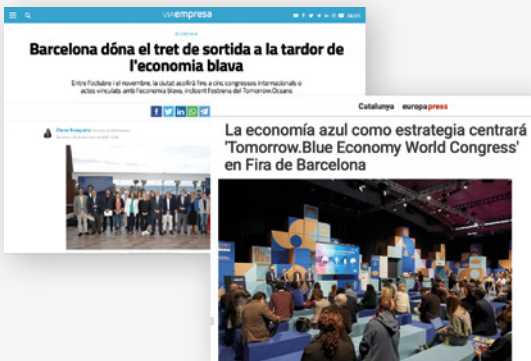 VIAempresa
ECONOMIA
Barcelona dóna el tret de sortida a la tardor de
l'economia blava
Entre l'octubre i el novembre, la ciutat acollirà fins a cinc congressos internacionals o
actes vinculats amb l'economia blava, incloent l'estrena del Tomorrow.Oceans
Catalunya europapress
La economía azul como estrategia centrará
'Tomorrow.Blue Economy World Congress'
en Fira de Barcelona